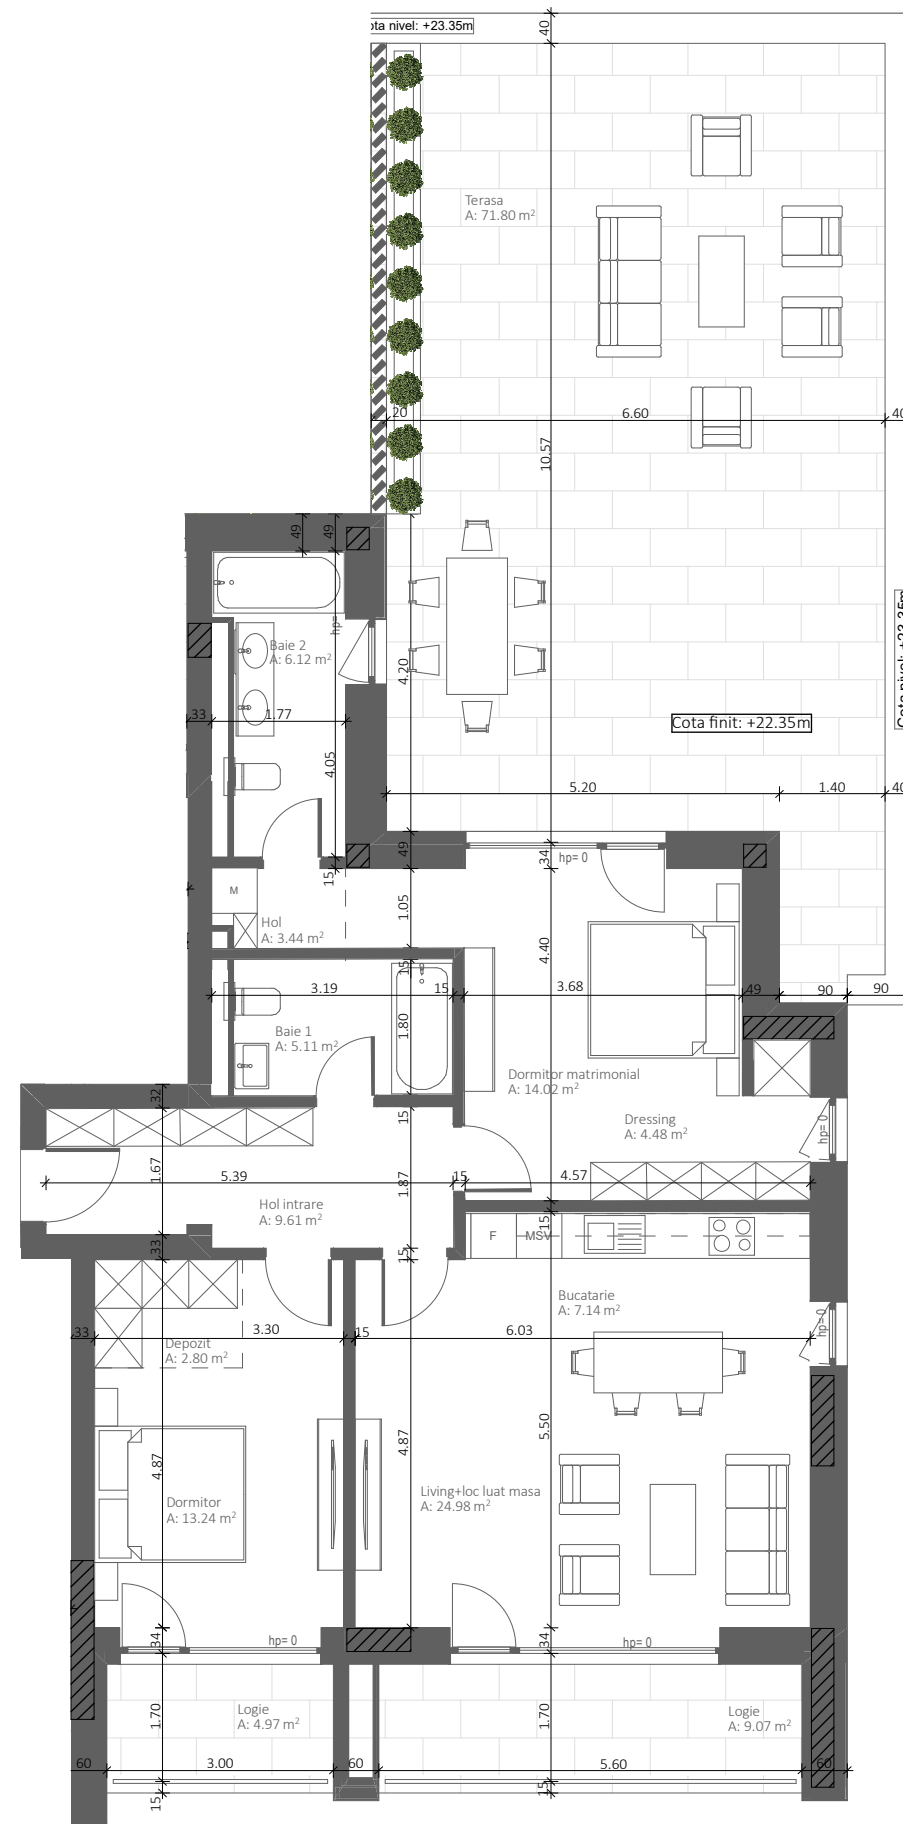 ota nivel: +23.35m
40
Terasa
A: 71.80 m²
20
6.60
40
10.57
49
49
hp=
Baie 2
A: 6.12 m²
4.20
33
1.77
Cota finit: +22.35m
Cota nivel: +23.35m
4.05
5.20
1.40
40
49
34
hp= 0
15
M
1.05
Hol
A: 3.44 m²
4.40
15
3.19
15
3.68
49
90
90
1.80
Baie 1
A: 5.11 m²
Dormitor matrimonial
A: 14.02 m²
32
15
Dressing
A: 4.48 m²
hp= 0
1.67
5.39
1.87
15
4.57
Hol intrare
A: 9.61 m²
15
F
MSV
33
15
Bucatarie
A: 7.14 m²
hp= 0
33
3.30
15
6.03
Depozit
A: 2.80 m²
4.87
4.87
5.50
Living+loc luat masa
A: 24.98 m²
Dormitor
A: 13.24 m²
34
hp= 0
34
hp= 0
1.70
Logie
A: 4.97 m²
1.70
Logie
A: 9.07 m²
60
3.00
60
5.60
60
15
15